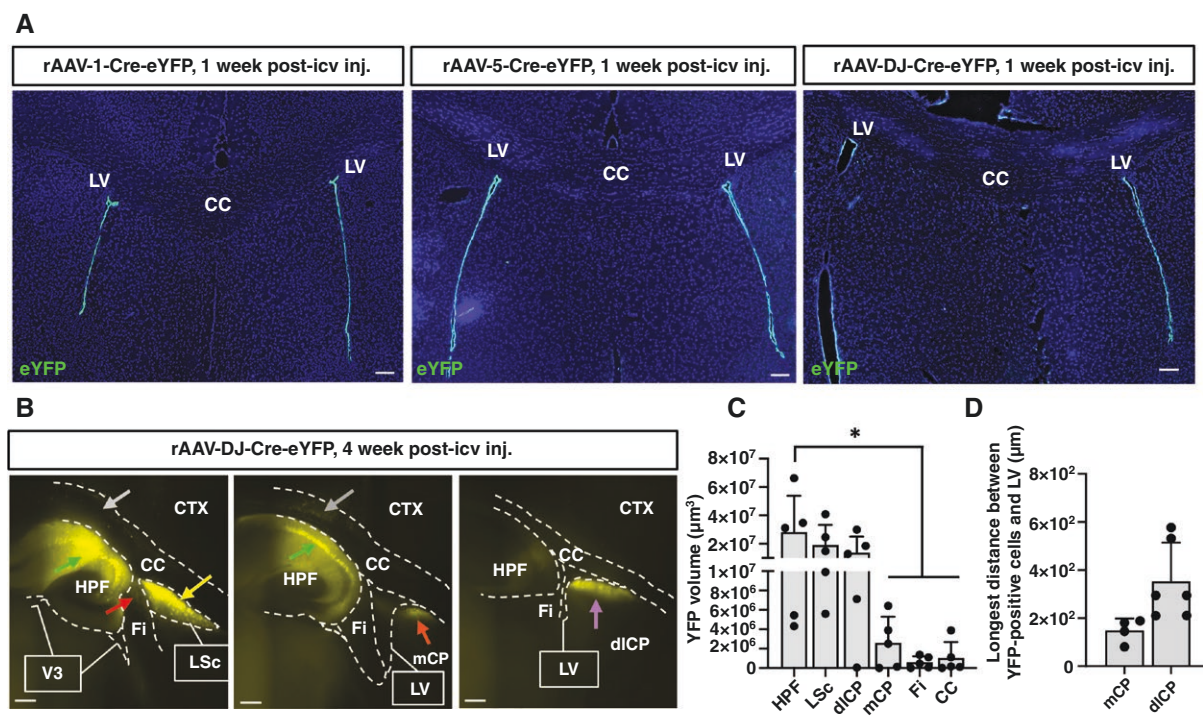 A
rAAV-1-Cre-eYFP, 1 week post-icv inj.
rAAV-5-Cre-eYFP, 1 week post-icv inj.
rAAV-DJ-Cre-eYFP, 1 week post-icv inj.
LV
LV
CC
eYFP
LV
LV
CC
eYFP
LV
LV
CC
eYFP
B
rAAV-DJ-Cre-eYFP, 4 week post-icv inj.
CTX
CC
HPF
Fi
V3
LSc
CTX
CC
HPF
Fi
mCP
LV
CTX
CC
HPF
Fi
dlCP
LV
C
*
YFP volume (µm³)
8×10⁷
6×10⁷
4×10⁷
2×10⁷
1×10⁷
8×10⁶
6×10⁶
4×10⁶
2×10⁶
0
HPF
LSc
dlCP
mCP
Fi
CC
D
Longest distance between
YFP-positive cells and LV (µm)
8×0²
6×0²
4×0²
2×0²
0
mCP
dlCP